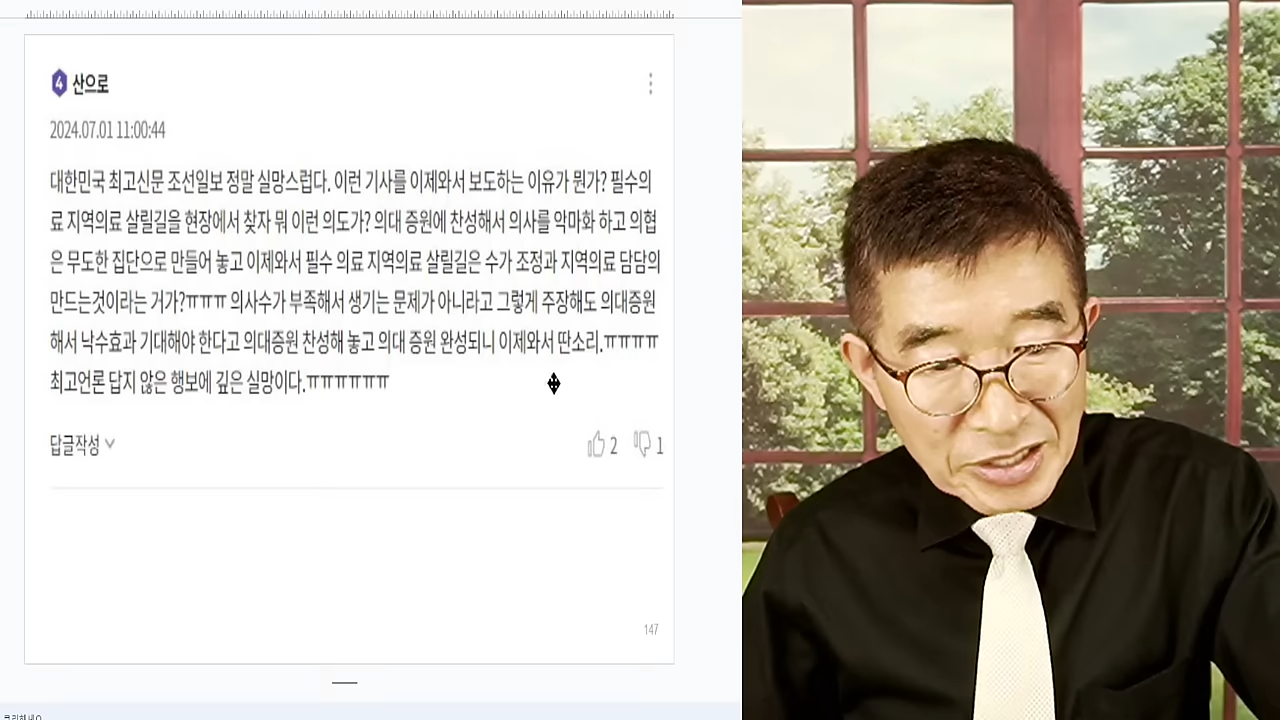 4 산으로
2024.07.01 11:00:44
대한민국 최고신문 조선일보 정말 실망스럽다. 이런 기사를 이제와서 보도하는 이유가 뭔가? 필수의
료 지역의료 살릴길을 현장에서 찾자 뭐 이런 의도가? 의대 증원에 찬성해서 의사를 악마화 하고 의협
은 무도한 집단으로 만들어 놓고 이제와서 필수 의료 지역의료 살릴길은 수가 조정과 지역의료 담담의
만드는것이라는 거가?ㅠㅠㅠ 의사수가 부족해서 생기는 문제가 아니라고 그렇게 주장해도 의대증원
해서 낙수효과 기대해야 한다고 의대증원 찬성해 놓고 의대 증원 완성되니 이제와서 딴소리.ㅠㅠㅠㅠ
최고언론 답지 않은 행보에 깊은 실망이다.ㅠㅠㅠㅠㅠㅠ
답글작성
2 1
147